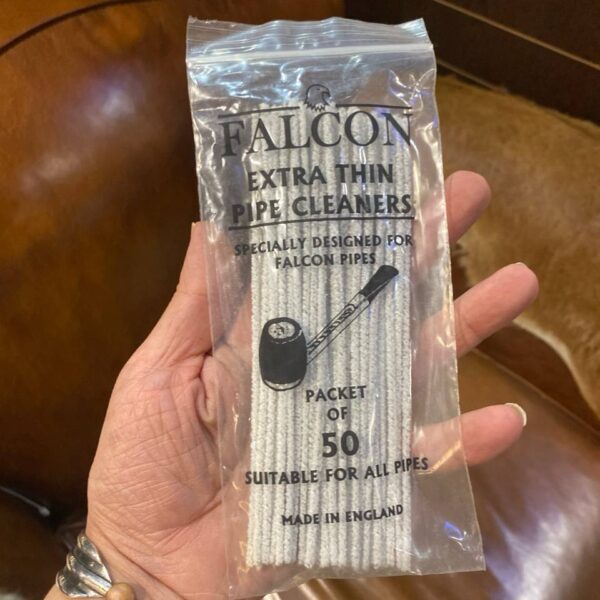 FALCON
EXTRA THIN
PIPE CLEANERS
SPECIALLY DESIGNED FOR
FALCON PIPES
PACKET
OF
50
SUITABLE FOR ALL PIPES
MADE IN ENGLAND